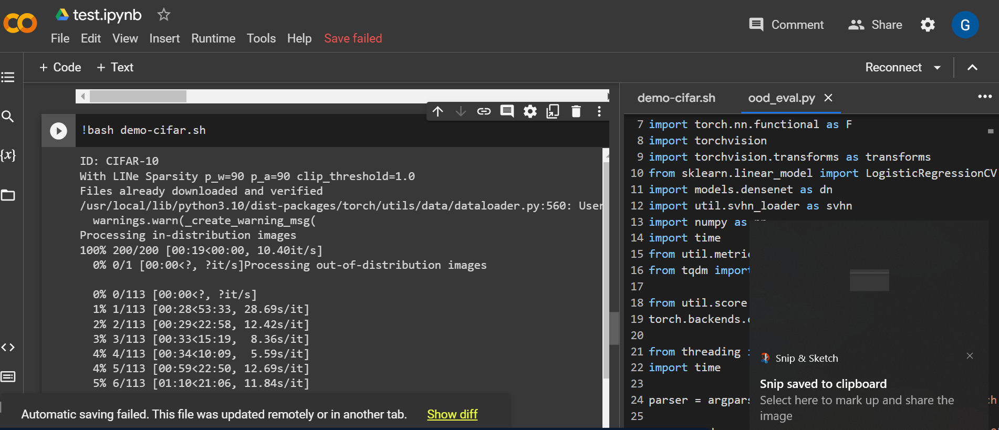 test.ipynb
File Edit View Insert Runtime Tools Help Save failed
Comment Share G
+ Code + Text
Reconnect
{x}
!bash demo-cifar.sh
ID: CIFAR-10
With LINe Sparsity p_w=90 p_a=90 clip_threshold=1.0
Files already downloaded and verified
/usr/local/lib/python3.10/dist-packages/torch/utils/data/dataloader.py:560: User
warnings.warn(_create_warning_msg(
Processing in-distribution images
100% 200/200 [00:19<00:00, 10.40it/s]
0% 0/1 [00:00<?, ?it/s]Processing out-of-distribution images
0% 0/113 [00:00<?, ?it/s]
1% 1/113 [00:28<53:33, 28.69s/it]
2% 2/113 [00:29<22:58, 12.42s/it]
3% 3/113 [00:33<15:19, 8.36s/it]
4% 4/113 [00:34<10:09, 5.59s/it]
4% 5/113 [00:59<22:50, 12.69s/it]
5% 6/113 [01:10<21:06, 11.84s/it]
Automatic saving failed. This file was updated remotely or in another tab. Show diff
demo-cifar.sh ood_eval.py
7 import torch.nn.functional as F
8 import torchvision
9 import torchvision.transforms as transforms
10 from sklearn.linear_model import LogisticRegressionCV
11 import models.densenet as dn
12 import util.svhn_loader as svhn
13 import numpy as
14 import time
15 from util.metric
16 from tqdm import
17
18 from util.score
19 torch.backends.
20
21 from threading
22 import time
23
24 parser = argpars
25
Snip & Sketch
Snip saved to clipboard
Select here to mark up and share the
image